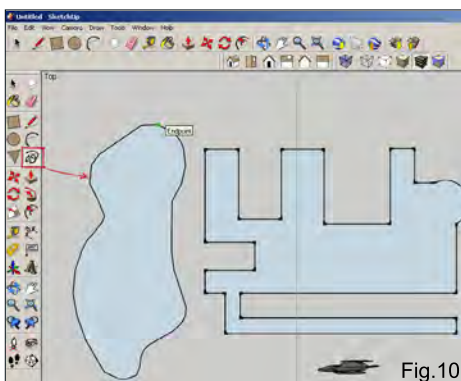 Untitled - SketchUp
File Edit View Camera Draw Tools Window Help
Top
Endpoint
Fig.10